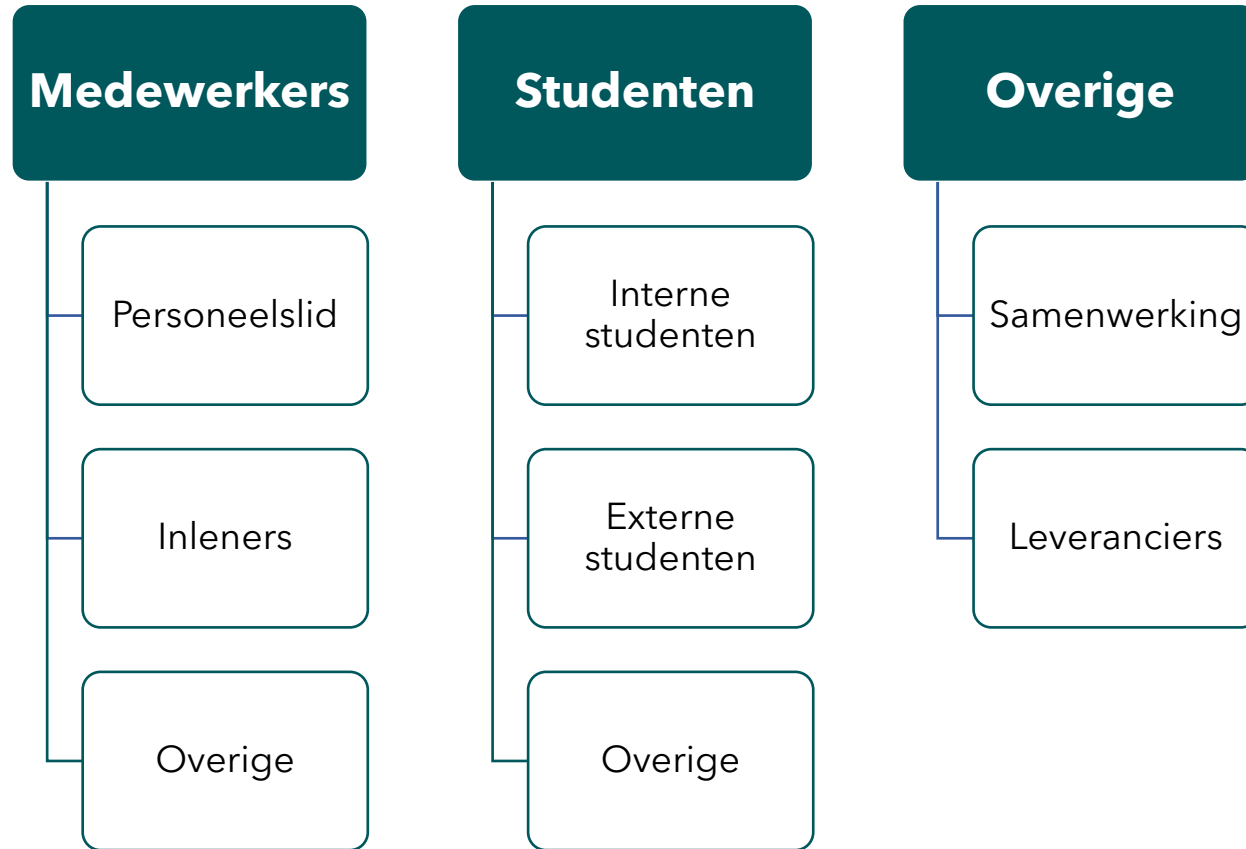 Medewerkers
Personeelslid
Inleners
Overige
Studenten
Interne
studenten
Externe
studenten
Overige
Overige
Samenwerking
Leveranciers